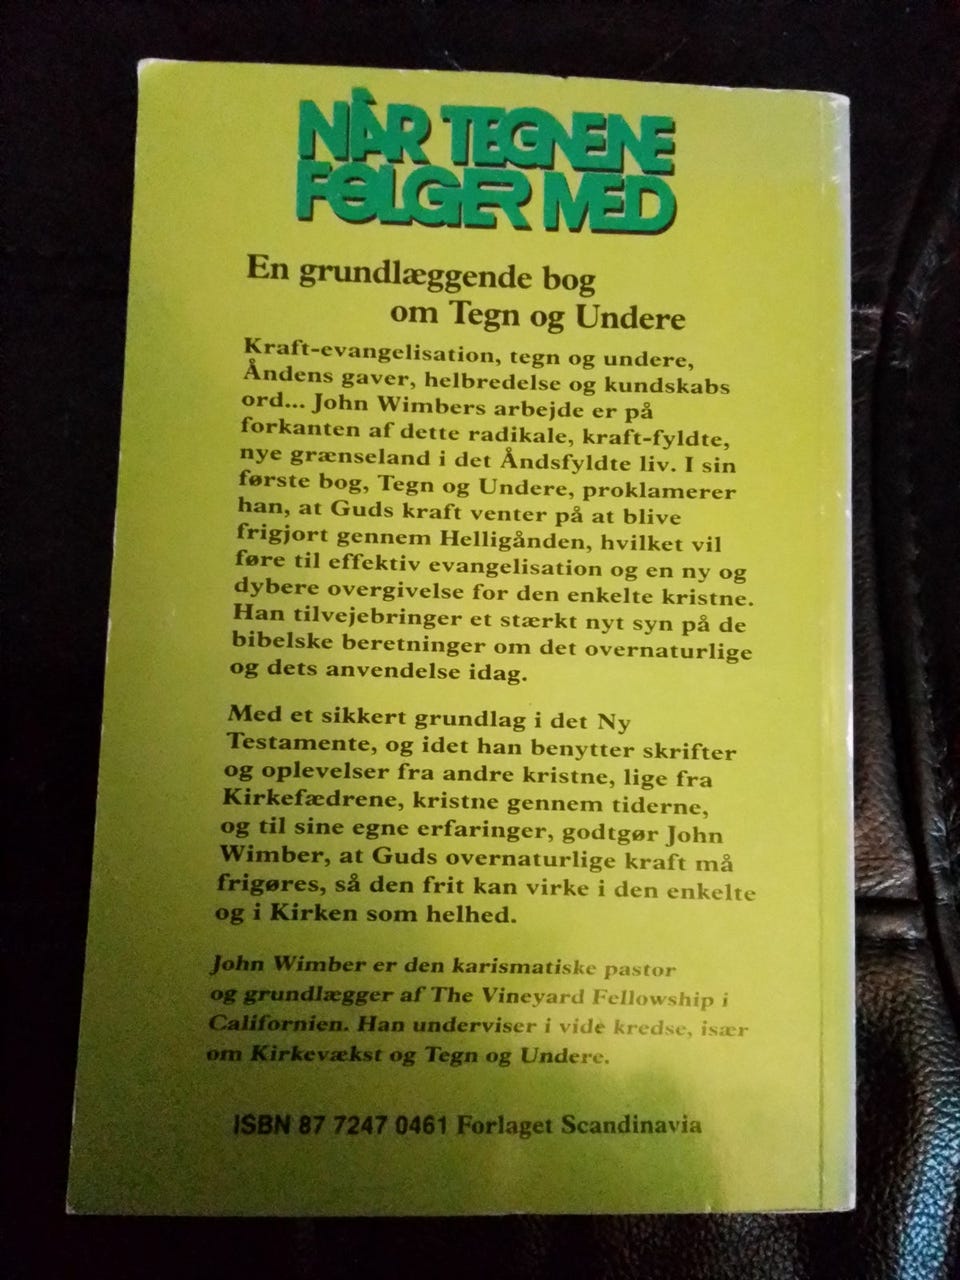 NÅR TEGNENE
FØLGER MED
En grundlæggende bog
om Tegn og Undere
Kraft-evangelisation, tegn og undere,
Åndens gaver, helbredelse og kundskabs
ord... John Wimbers arbejde er på
forkanten af dette radikale, kraft-fyldte,
nye grænseland i det Åndsfyldte liv. I sin
første bog, Tegn og Undere, proklamerer
han, at Guds kraft venter på at blive
frigjort gennem Helligånden, hvilket vil
føre til effektiv evangelisation og en ny og
dybere overgivelse for den enkelte kristne.
Han tilvejebringer et stærkt nyt syn på de
bibelske beretninger om det overnaturlige
og dets anvendelse idag.
Med et sikkert grundlag i det Ny
Testamente, og idet han benytter skrifter
og oplevelser fra andre kristne, lige fra
Kirkefædrene, kristne gennem tiderne,
og til sine egne erfaringer, godtgør John
Wimber, at Guds overnaturlige kraft må
frigøres, så den frit kan virke i den enkelte
og i Kirken som helhed.
John Wimber er den karismatiske pastor
og grundlægger af The Vineyard Fellowship i
Californien. Han underviser i vide kredse, især
om Kirkevækst og Tegn og Undere.
ISBN 87 7247 0461 Forlaget Scandinavia